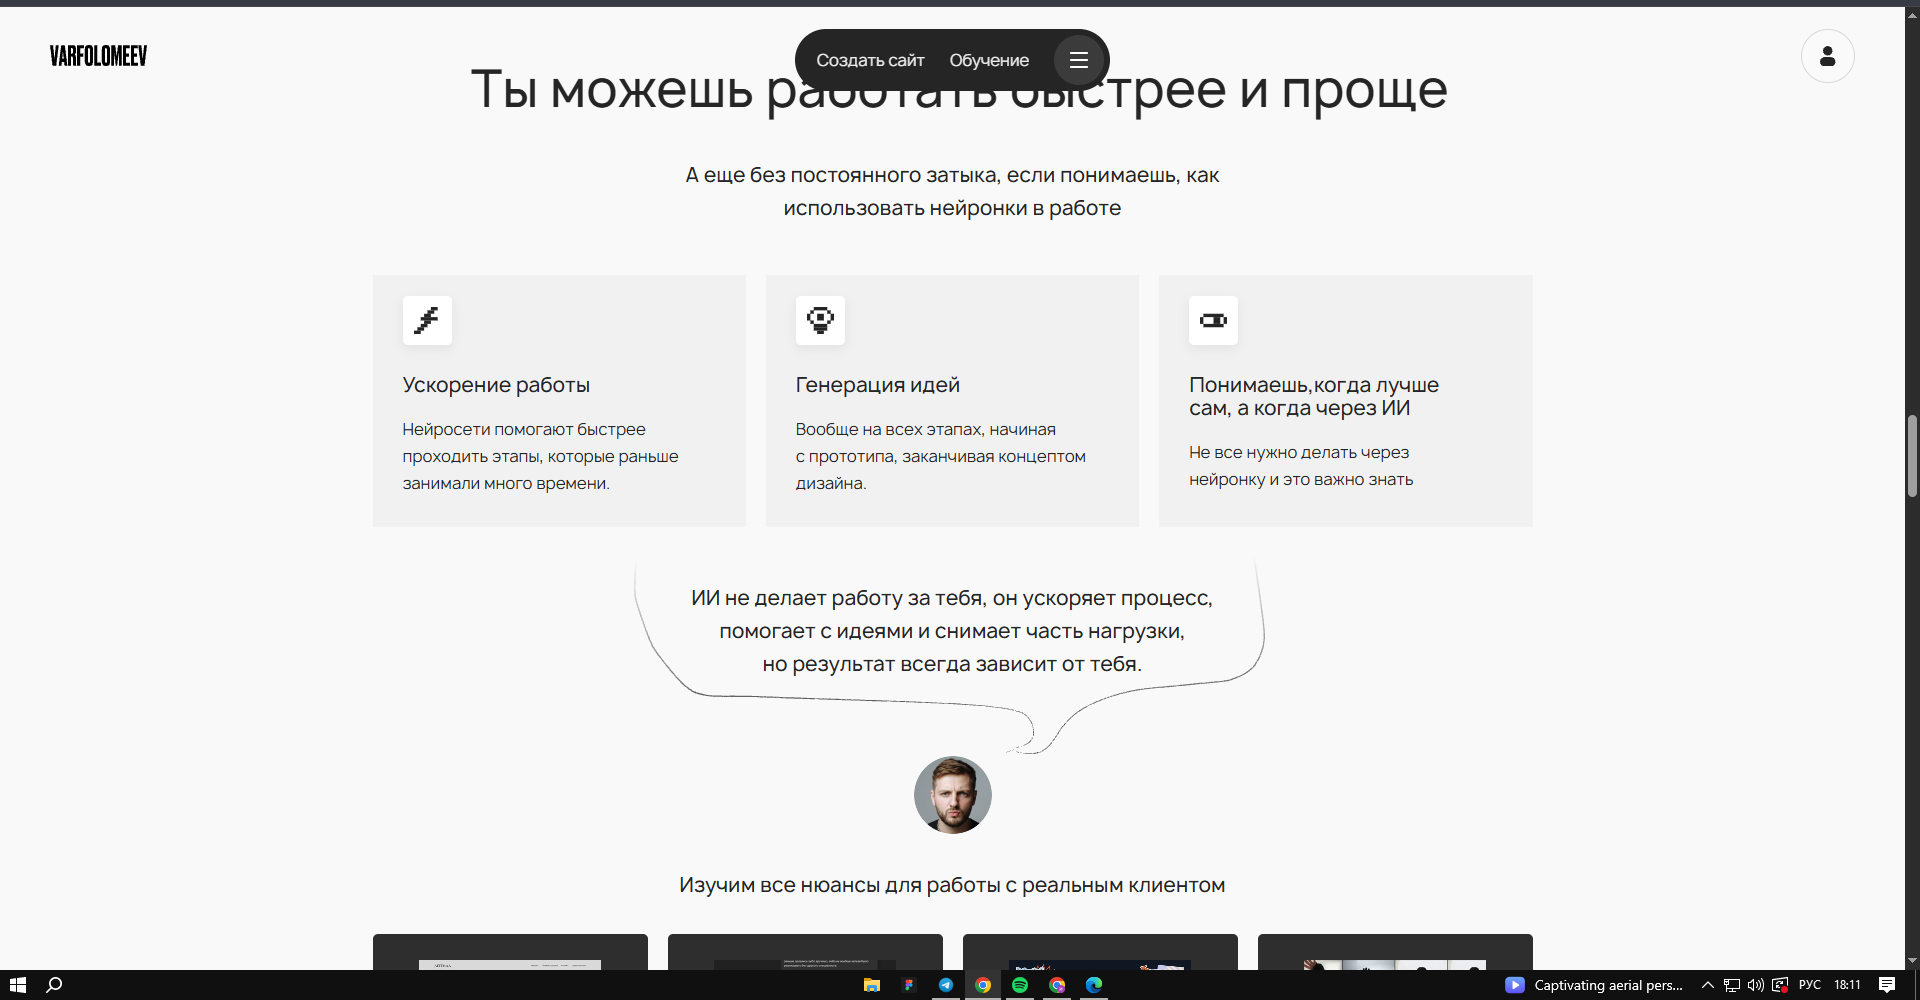 VARFOLOMEEV
Создать сайт
Обучение
Ты можешь работать быстрее и проще
А еще без постоянного затыка, если понимаешь, как
использовать нейронки в работе
Ускорение работы
Нейросети помогают быстрее
проходить этапы, которые раньше
занимали много времени.
Генерация идей
Вообще на всех этапах, начиная
с прототипа, заканчивая концептом
дизайна.
Понимаешь,когда лучше
сам, а когда через ИИ
Не все нужно делать через
нейронку и это важно знать
ИИ не делает работу за тебя, он ускоряет процесс,
помогает с идеями и снимает часть нагрузки,
но результат всегда зависит от тебя.
Изучим все нюансы для работы с реальным клиентом
Captivating aerial pers...
РУС
18:11